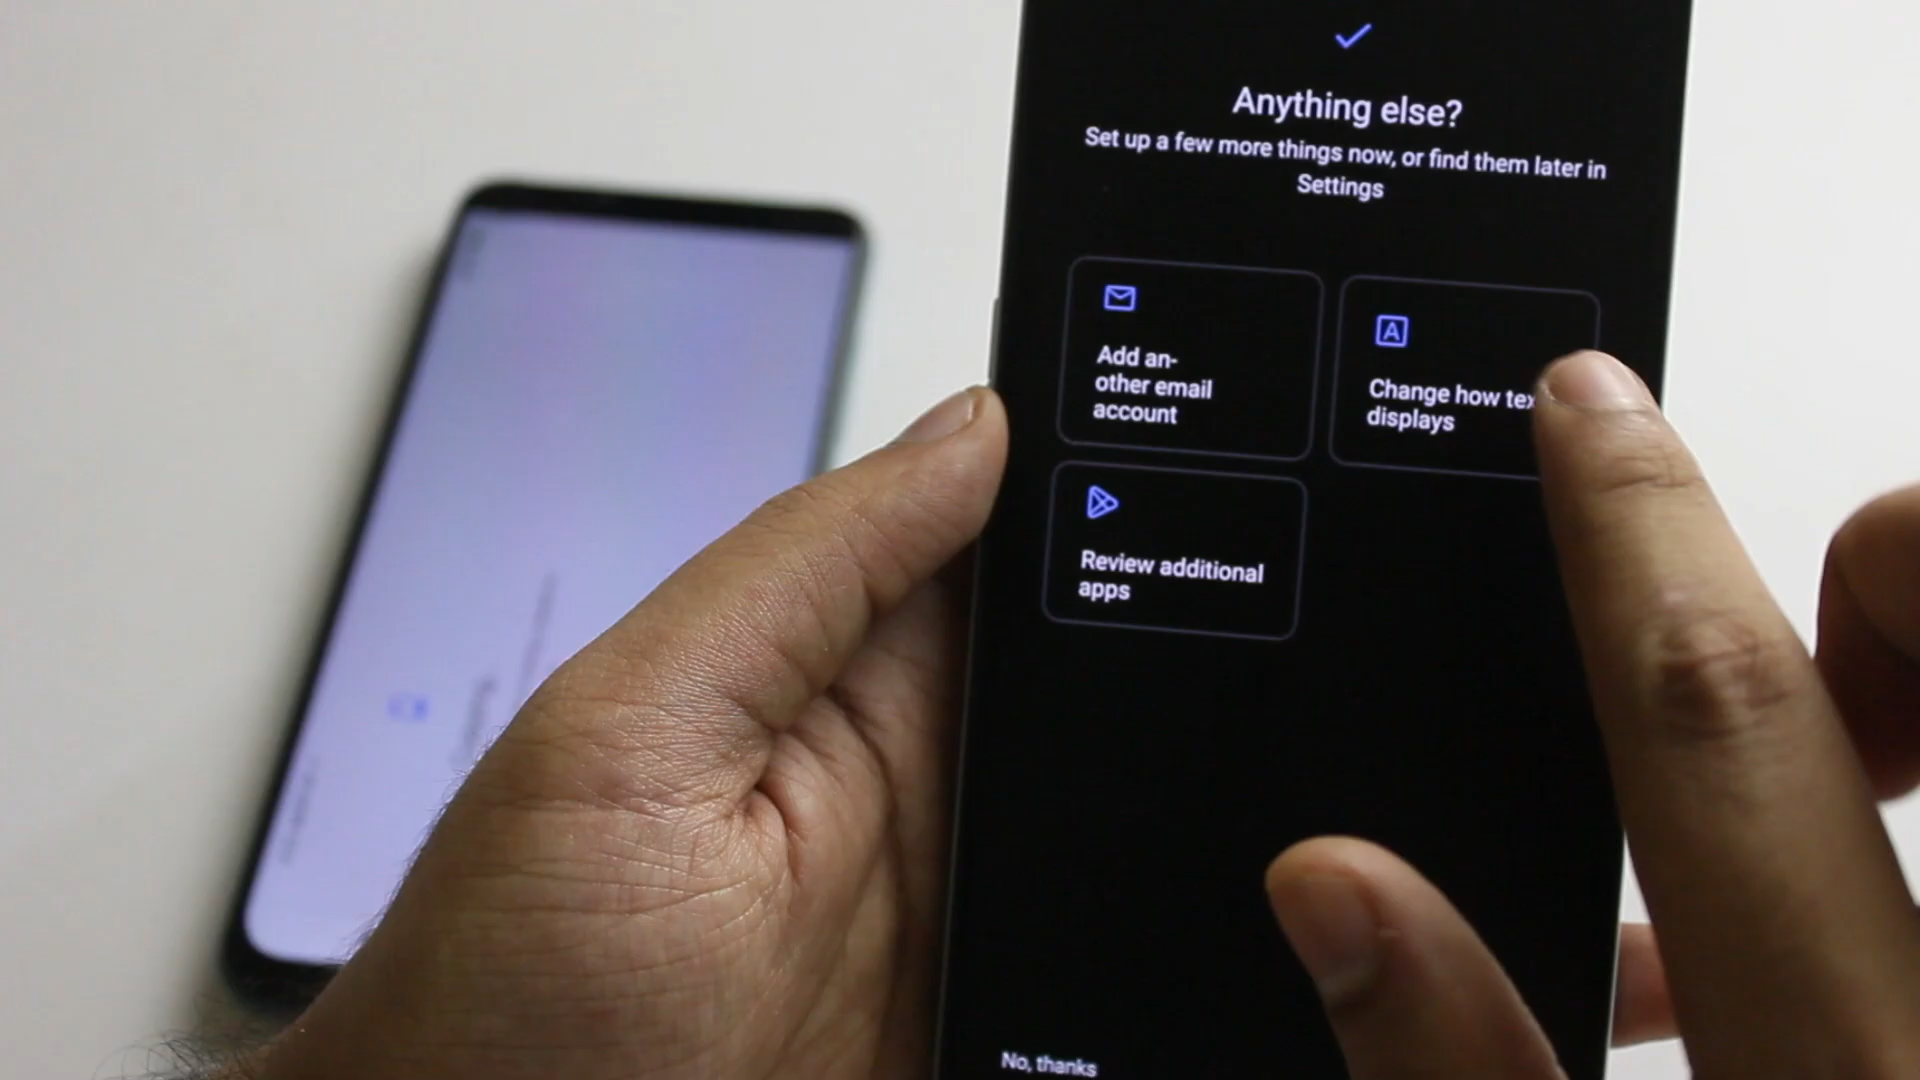 Anything else?
Set up a few more things now, or find them later in
Settings
Add an-
other email
account
Change how tex
displays
Review additional
apps
No, thanks